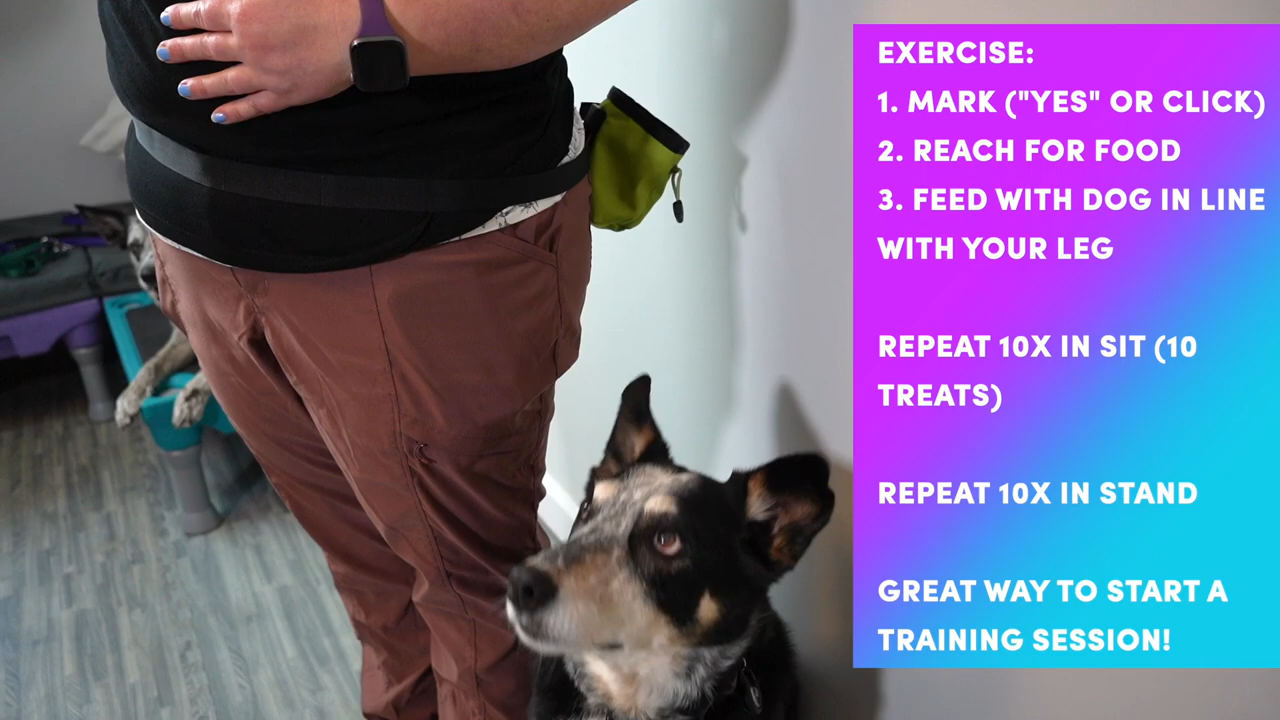 EXERCISE:
1. MARK ("YES" OR CLICK)
2. REACH FOR FOOD
3. FEED WITH DOG IN LINE
WITH YOUR LEG
REPEAT 10X IN SIT (10
TREATS)
REPEAT 10X IN STAND
GREAT WAY TO START A
TRAINING SESSION!